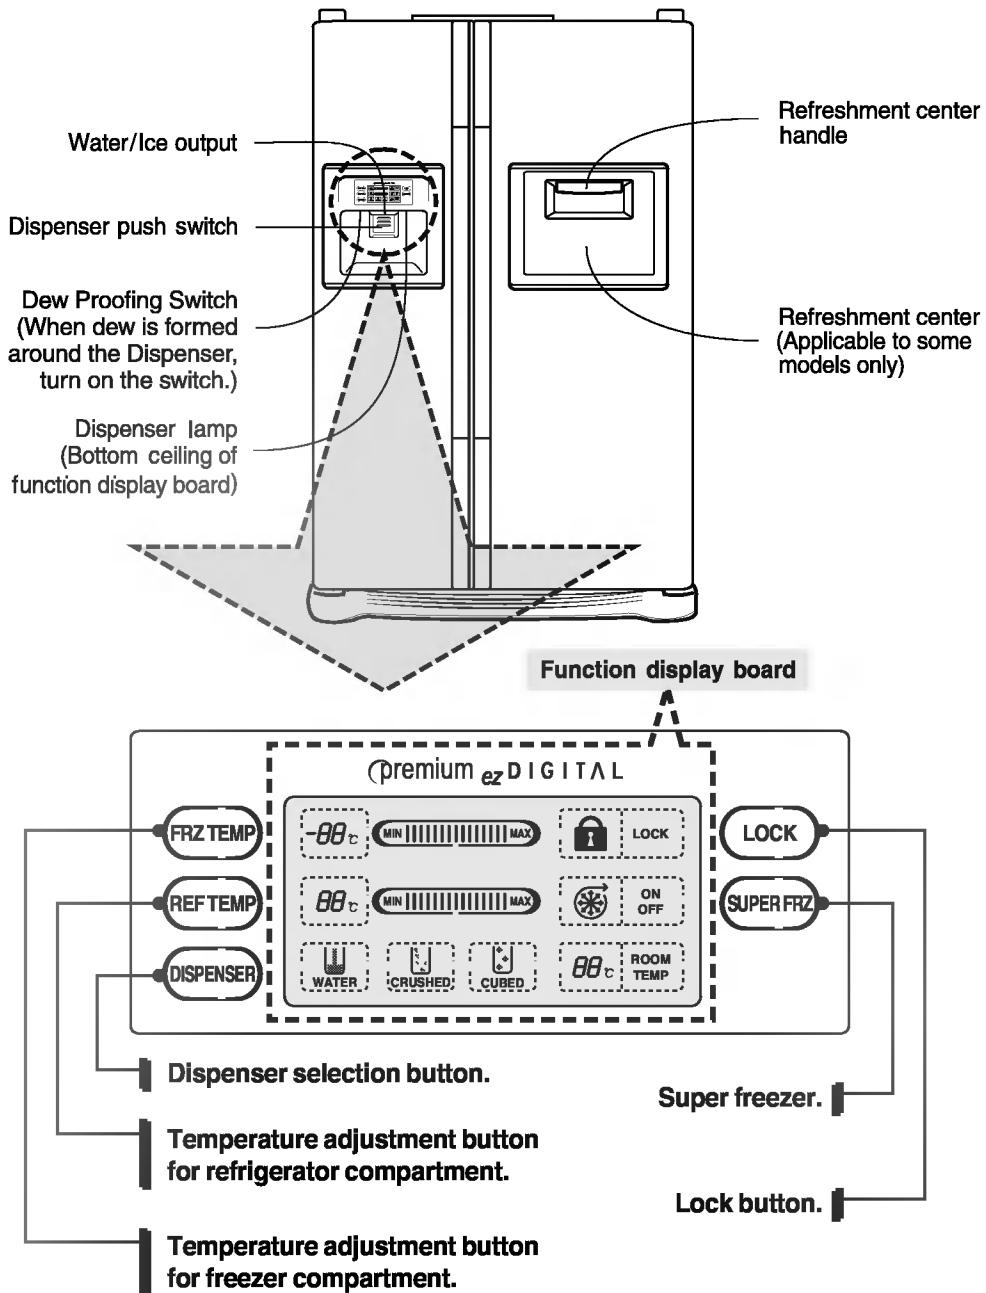 Refreshment center
handle
Water/Ice output
Dispenser push switch
Dew Proofing Switch
(When dew is formed
around the Dispenser,
turn on the switch.)
Refreshment center
(Applicable to some
models only)
Dispenser lamp
(Bottom ceiling of
function display board)
Function display board
premium ez DIGITAL
FRZ TEMP
-88 °C
MIN MAX
LOCK
LOCK
REF TEMP
88 °C
MIN MAX
ON
OFF
SUPER FRZ
DISPENSER
WATER
CRUSHED
CUBED
88 °C
ROOM
TEMP
Dispenser selection button.
Super freezer.
Temperature adjustment button
for refrigerator compartment.
Lock button.
Temperature adjustment button
for freezer compartment.